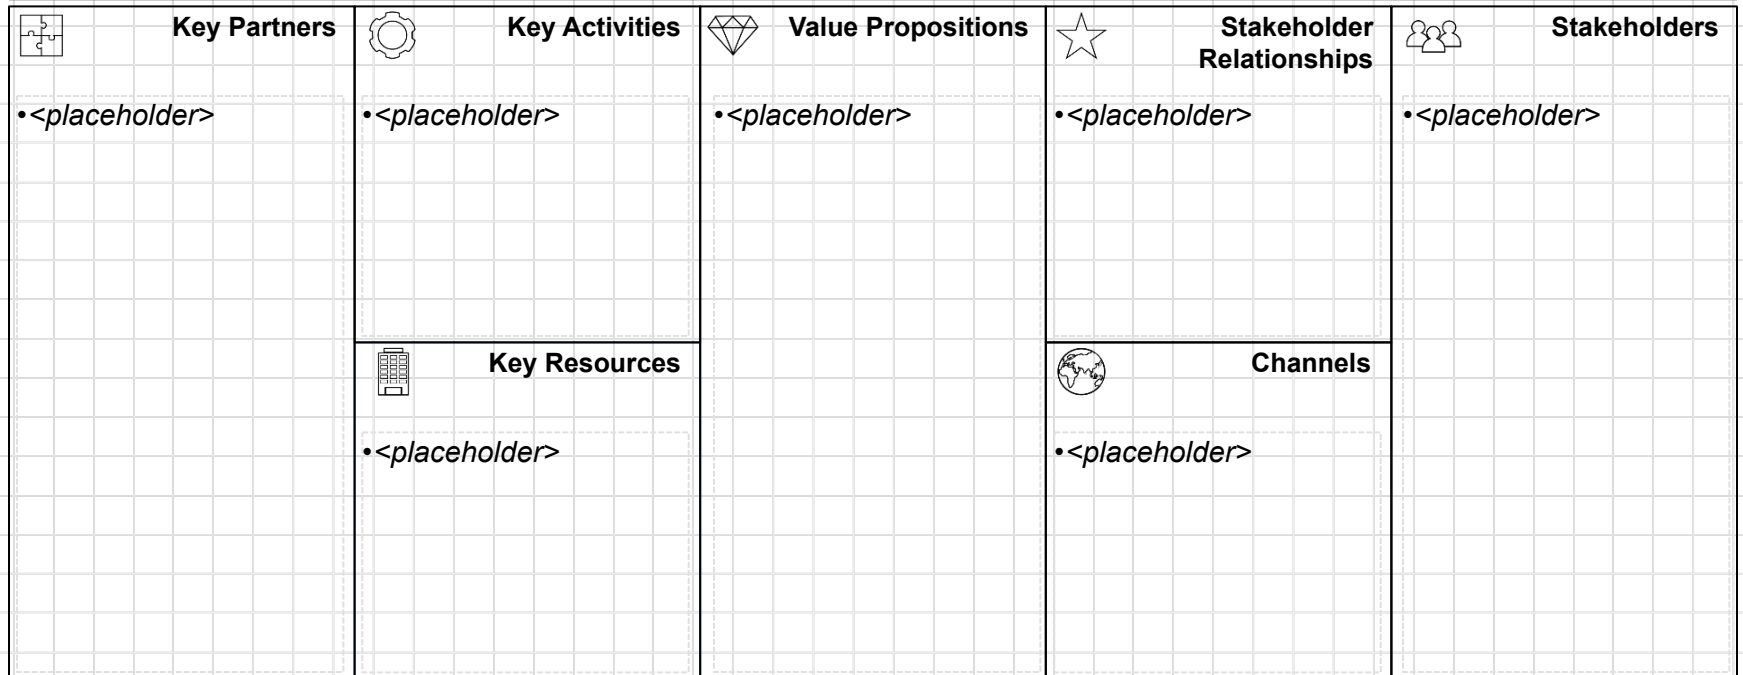 Key Partners
•<placeholder>
Key Activities
•<placeholder>
Key Resources
•<placeholder>
Value Propositions
•<placeholder>
Stakeholder
Relationships
•<placeholder>
Channels
•<placeholder>
Stakeholders
•<placeholder>